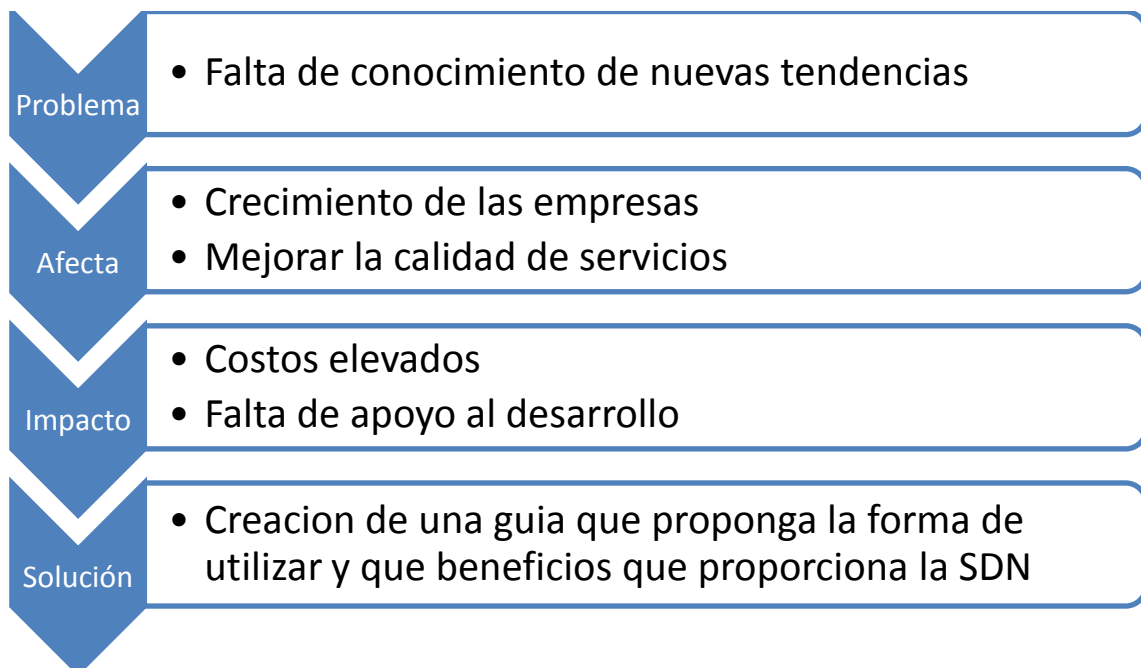 Problema
• Falta de conocimiento de nuevas tendencias
Afecta
• Crecimiento de las empresas
• Mejorar la calidad de servicios
Impacto
• Costos elevados
• Falta de apoyo al desarrollo
Solución
• Creacion de una guia que proponga la forma de
utilizar y que beneficios que proporciona la SDN